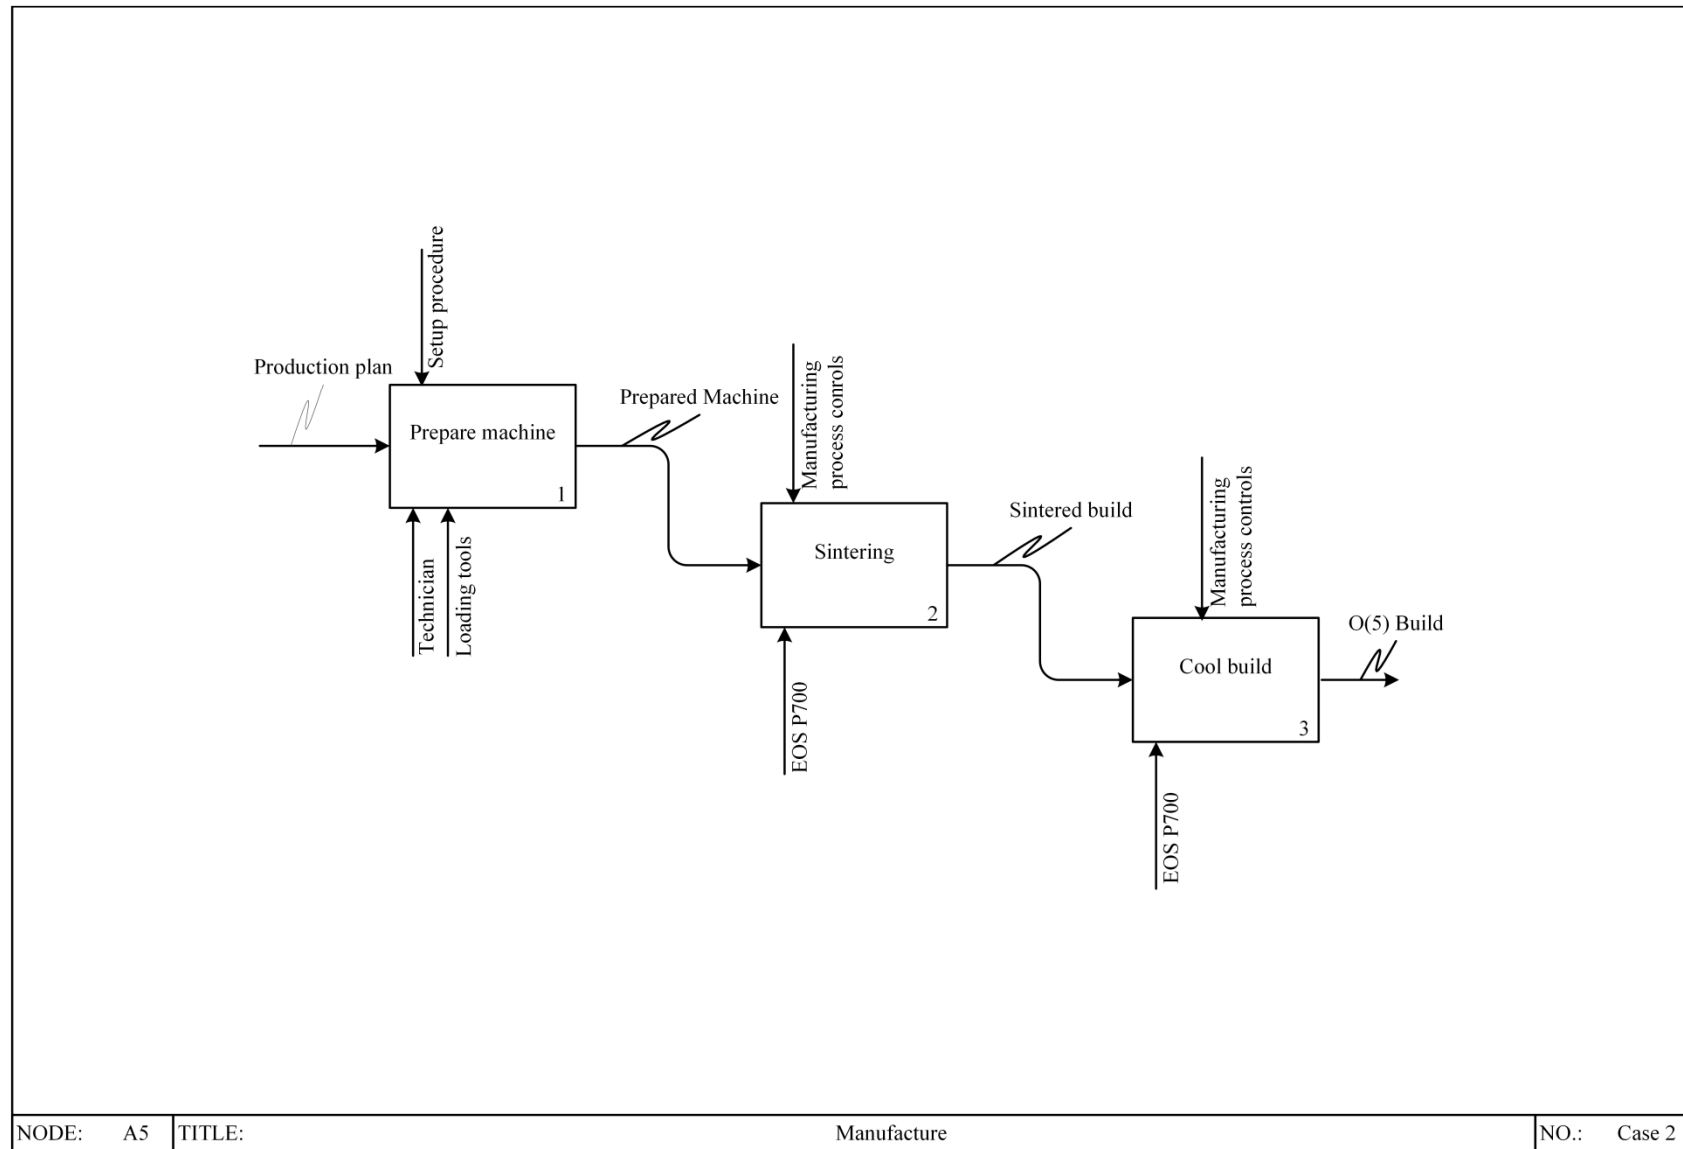 Setup procedure
Production plan
Prepare machine
1
Technician
Loading tools
Prepared Machine
Manufacturing
process conrols
Sintering
2
EOS P700
Sintered build
Manufacturing
process controls
Cool build
3
EOS P700
O(5) Build
NODE: A5 TITLE: Manufacture NO.: Case 2